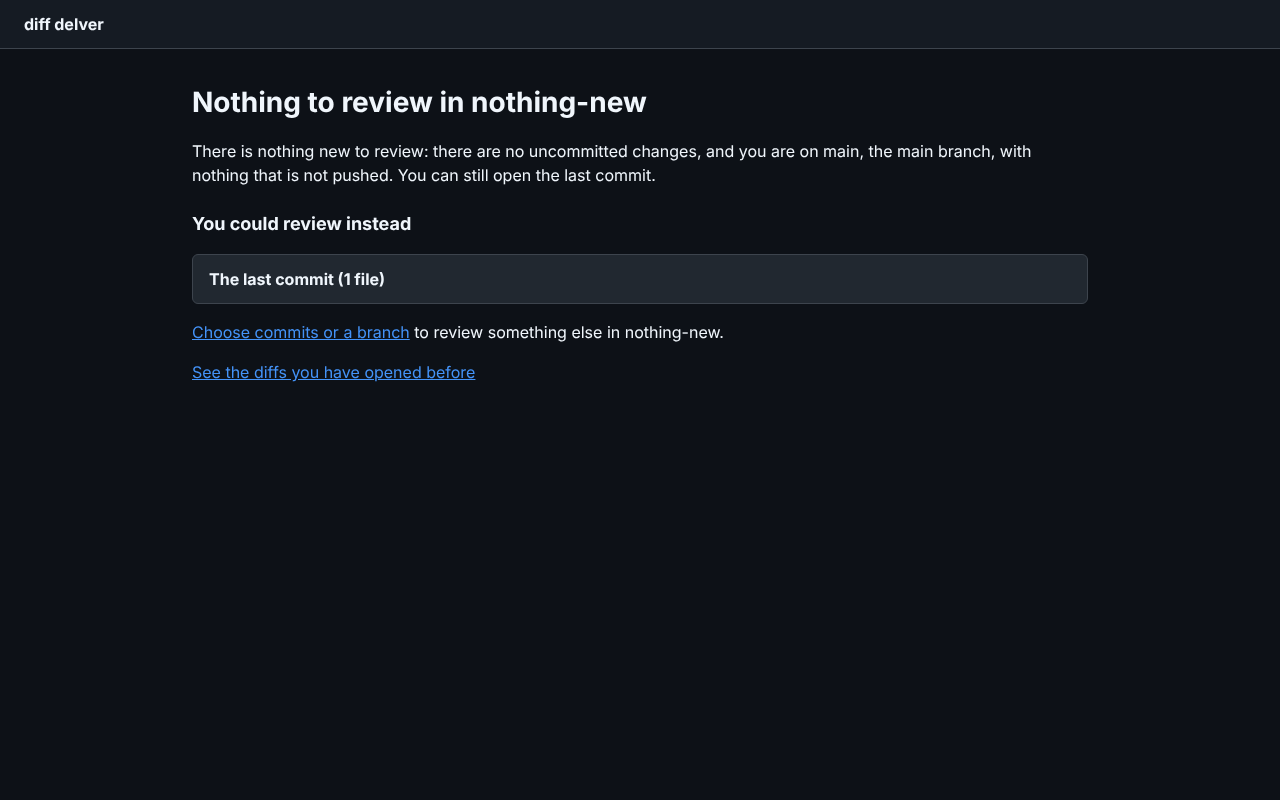 diff delver
Nothing to review in nothing-new
There is nothing new to review: there are no uncommitted changes, and you are on main, the main branch, with
nothing that is not pushed. You can still open the last commit.
You could review instead
The last commit (1 file)
Choose commits or a branch to review something else in nothing-new.
See the diffs you have opened before